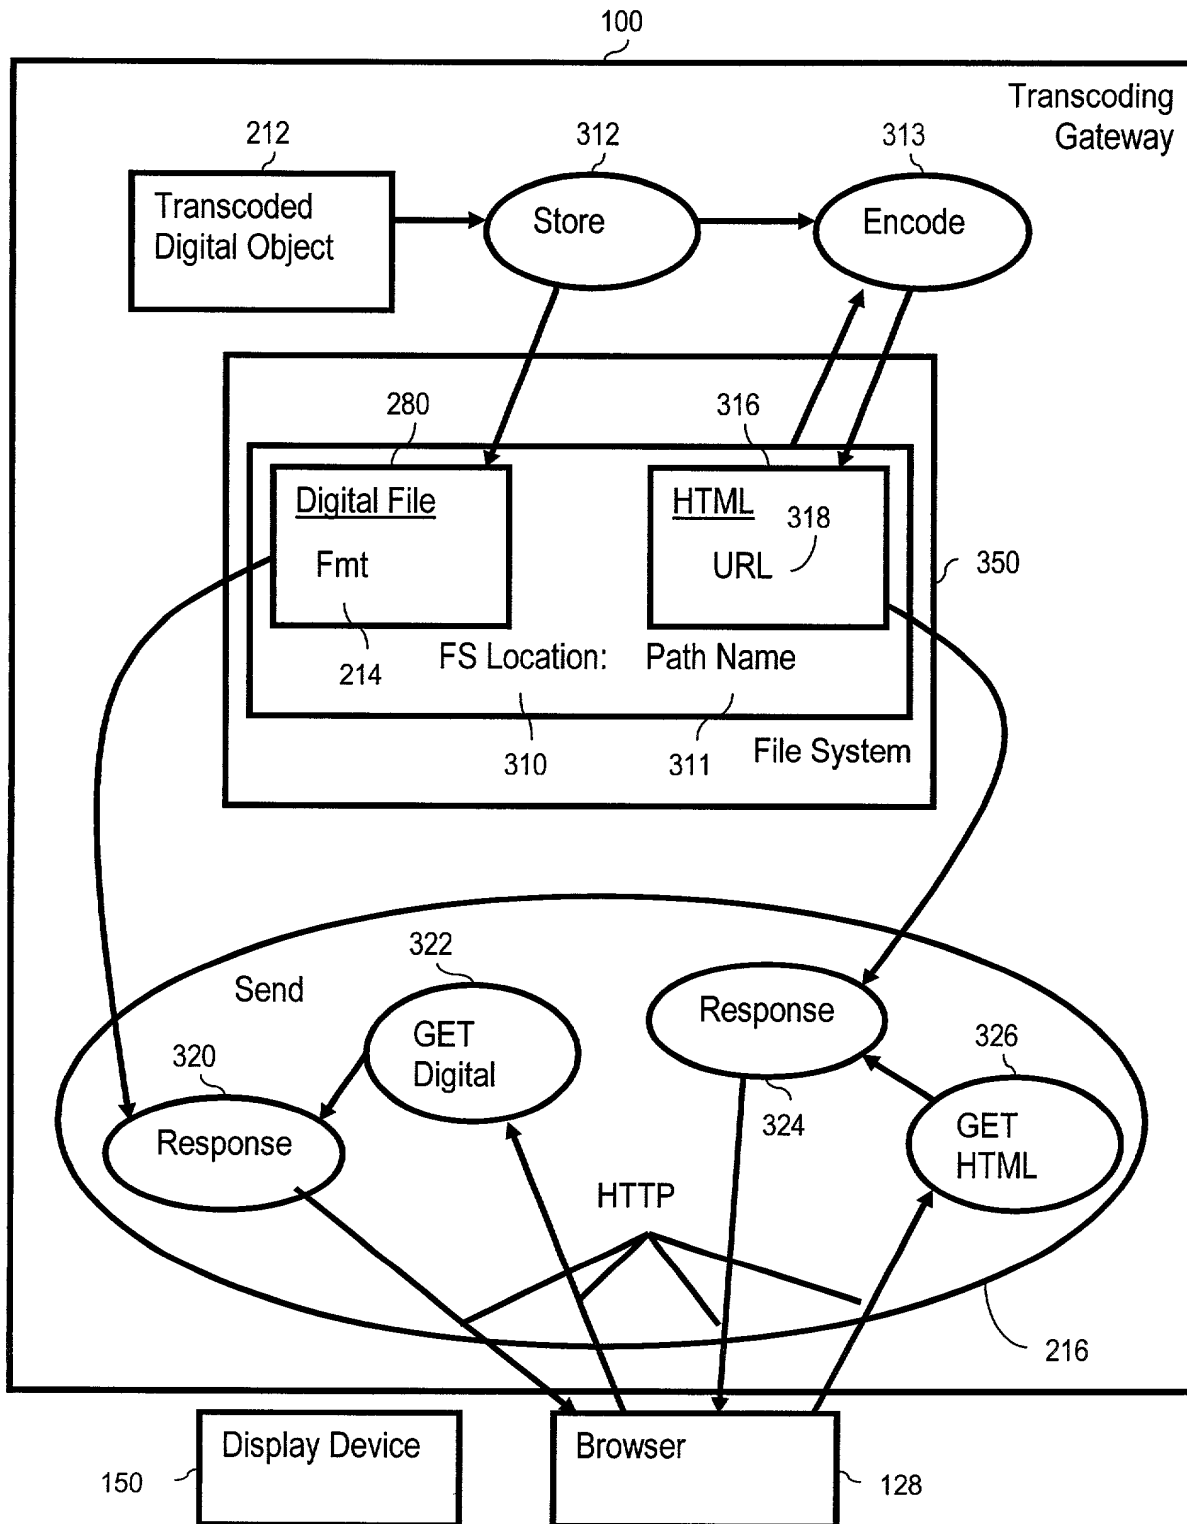 100
Transcoding
Gateway
212
312
313
Transcoded
Digital Object
Store
Encode
280
316
Digital File
HTML
318
Fmt
URL
350
214
FS Location:
Path Name
310
311
File System
322
Send
Response
GET
Digital
326
320
324
Response
GET
HTML
HTTP
216
Display Device
Browser
150
128